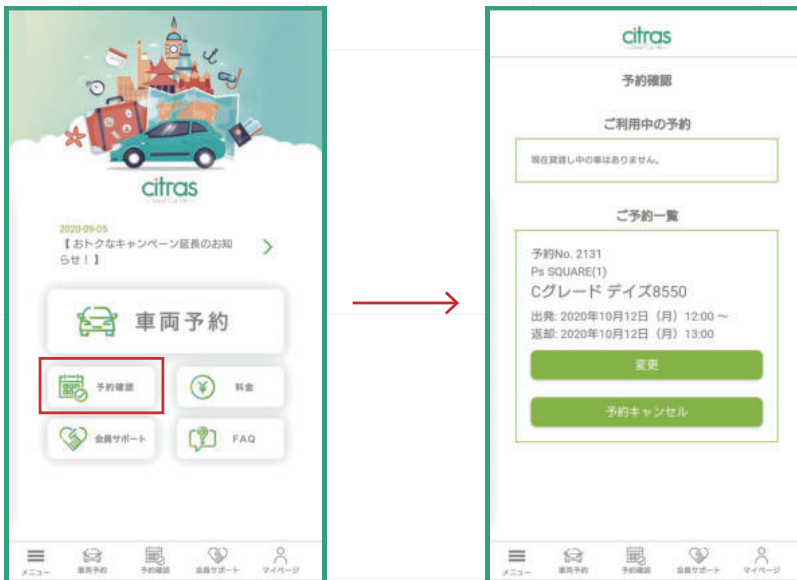 citras
2020-09-05
【 おトクなキャンペーン延長のお知
らせ！】
車両予約
予約確認
料金
会員サポート
FAQ
メニュー
車両予約
予約確認
会員サポート
マイページ
citras
予約確認
ご利用中の予約
現在貸渡し中の車はありません。
ご予約一覧
予約No. 2131
Ps SQUARE(1)
Cグレード デイズ8550
出発: 2020年10月12日（月）12:00 ～
返却: 2020年10月12日（月）13:00
変更
予約キャンセル
メニュー
車両予約
予約確認
会員サポート
マイページ